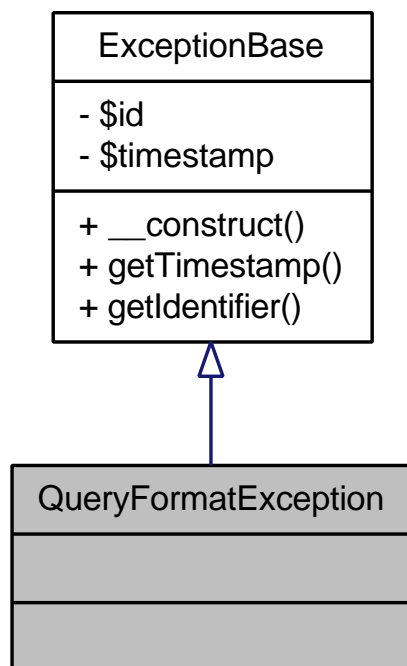 ExceptionBase
- $id
- $timestamp
+ __construct()
+ getTimestamp()
+ getIdentifier()
QueryFormatException